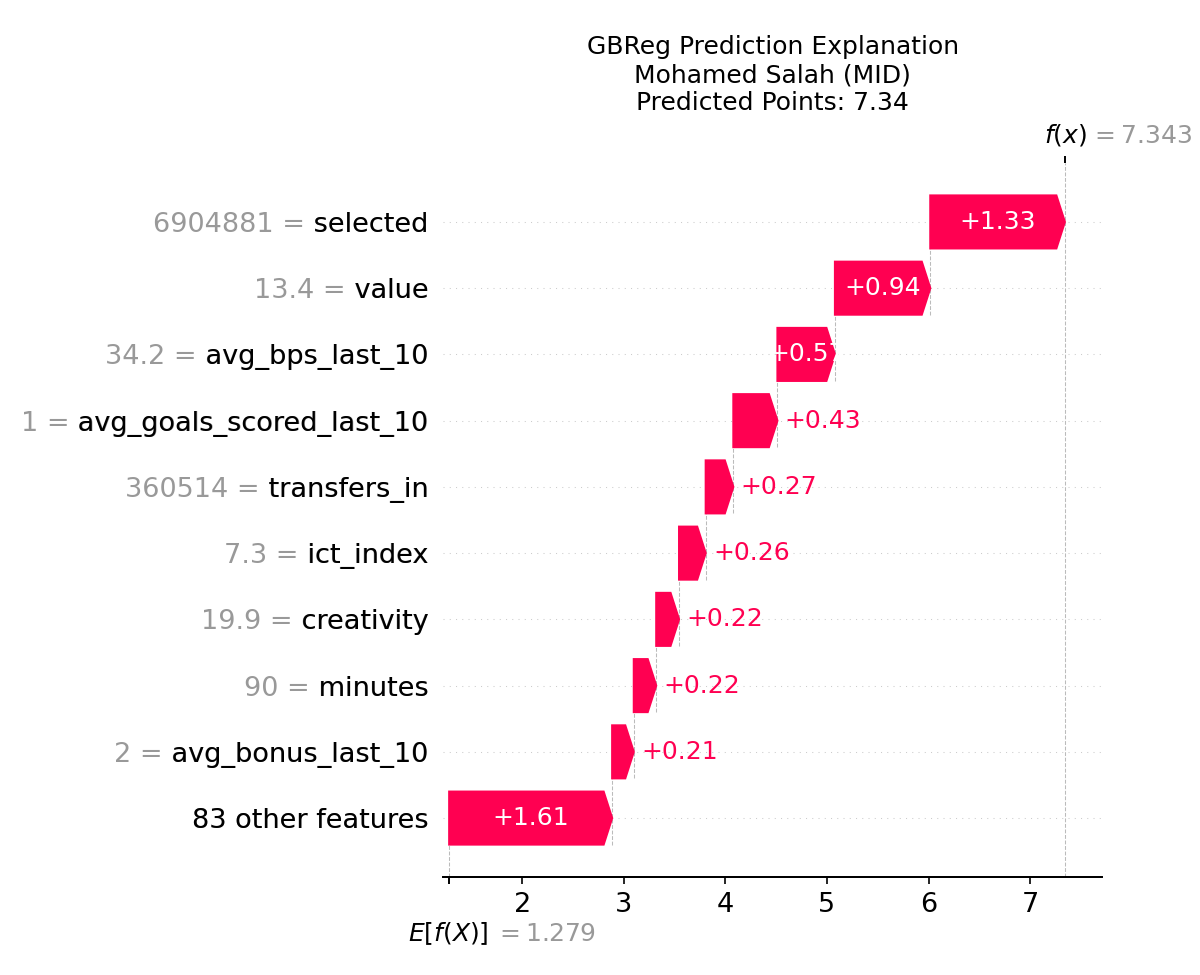 GBReg Prediction Explanation
Mohamed Salah (MID)
Predicted Points: 7.34
f(x) = 7.343
6904881 = selected
+1.33
13.4 = value
+0.94
34.2 = avg_bps_last_10
+0.57
1 = avg_goals_scored_last_10
+0.43
360514 = transfers_in
+0.27
7.3 = ict_index
+0.26
19.9 = creativity
+0.22
90 = minutes
+0.22
2 = avg_bonus_last_10
+0.21
83 other features
+1.61
2 3 4 5 6 7
E[f(X)] = 1.279